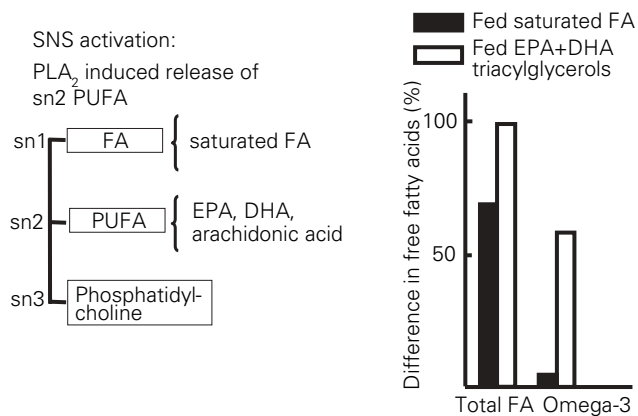 SNS activation:
PLA2 induced release of
sn2 PUFA
sn1
FA
saturated FA
sn2
PUFA
EPA, DHA,
arachidonic acid
sn3
Phosphatidyl-
choline
Fed saturated FA
Fed EPA+DHA
triacylglycerols
Difference in free fatty acids (%)
100
50
Total FA
Omega-3